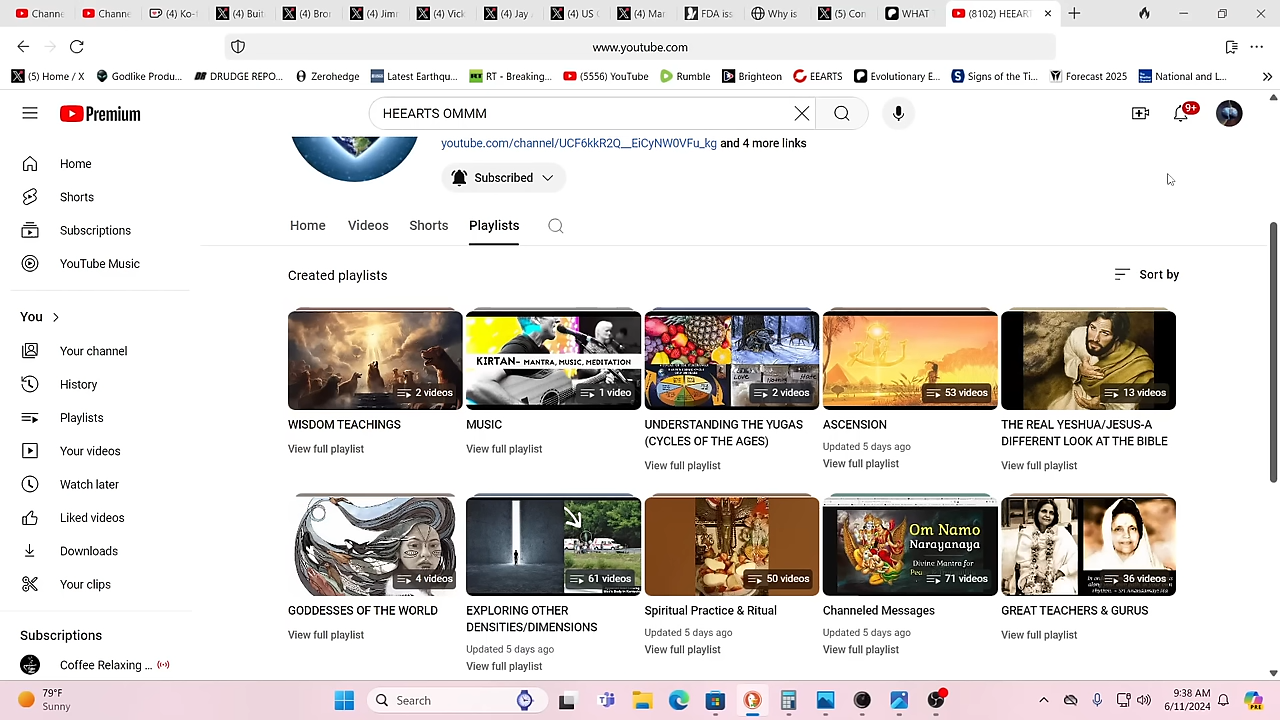 Channe
Channe
(4) Ko-f
(4) Bui
(4) Bro
(4) Jim
(4) Vick
(4) Jay
(4) US
(4) Mar
FDA as
Why is
(5) Con
WHAT
(8102) HEEART
www.youtube.com
(5) Home / X
Godlike Produ...
DRUDGE REPO...
Zerohedge
Latest Earthqu...
RT - Breaking...
(5556) YouTube
Rumble
Brighteon
EEARTS
Evolutionary E...
Signs of the Ti...
Forecast 2025
National and L...
Premium
HEEARTS OMMM
9+
youtube.com/channel/UCF6kkR2Q__EiCyNW0VFu_kg and 4 more links
Subscribed
Home
Shorts
Subscriptions
YouTube Music
You
Your channel
History
Playlists
Your videos
Watch later
Liked videos
Downloads
Your clips
Subscriptions
Coffee Relaxing ...
Home Videos Shorts Playlists
Created playlists
Sort by
2 videos
WISDOM TEACHINGS
View full playlist
KIRTAN- MANTRA, MUSIC, MEDITATION
1 video
MUSIC
View full playlist
2 videos
UNDERSTANDING THE YUGAS
(CYCLES OF THE AGES)
View full playlist
53 videos
ASCENSION
Updated 5 days ago
View full playlist
13 videos
THE REAL YESHUA/JESUS-A
DIFFERENT LOOK AT THE BIBLE
View full playlist
4 videos
GODDESSES OF THE WORLD
View full playlist
61 videos
EXPLORING OTHER
DENSITIES/DIMENSIONS
Updated 5 days ago
View full playlist
50 videos
Spiritual Practice & Ritual
Updated 5 days ago
View full playlist
Om Namo
Narayanaya
71 videos
Channeled Messages
Updated 5 days ago
View full playlist
36 videos
GREAT TEACHERS & GURUS
View full playlist
79°F
Sunny
Search
9:38 AM
6/11/2024
PRE